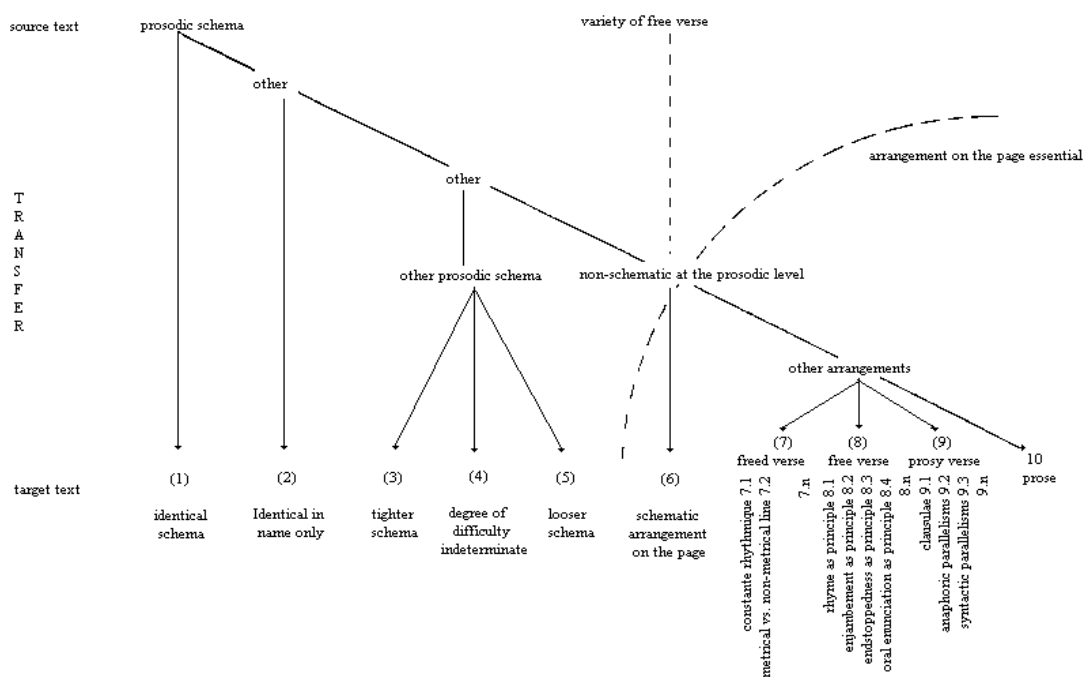 source text
prosodic schema
variety of free verse
other
arrangement on the page essential
TRANSFER
other
other prosodic schema
non-schematic at the prosodic level
other arrangements
target text
(1)
identical
schema
(2)
Identical in
name only
(3)
tighter
schema
(4)
degree of
difficulty
indeterminate
(5)
looser
schema
(6)
schematic
arrangement
on the page
(7)
freed verse
constante rhythmique 7.1
metrical vs. non-metrical line 7.2
7.n
(8)
free verse
rhyme as principle 8.1
enjambement as principle 8.2
endstoppedness as principle 8.3
oral enunciation as principle 8.4
8.n
(9)
prosy verse
clausulae 9.1
anaphoric parallelisms 9.2
syntactic parallelisms 9.3
9.n
10
prose